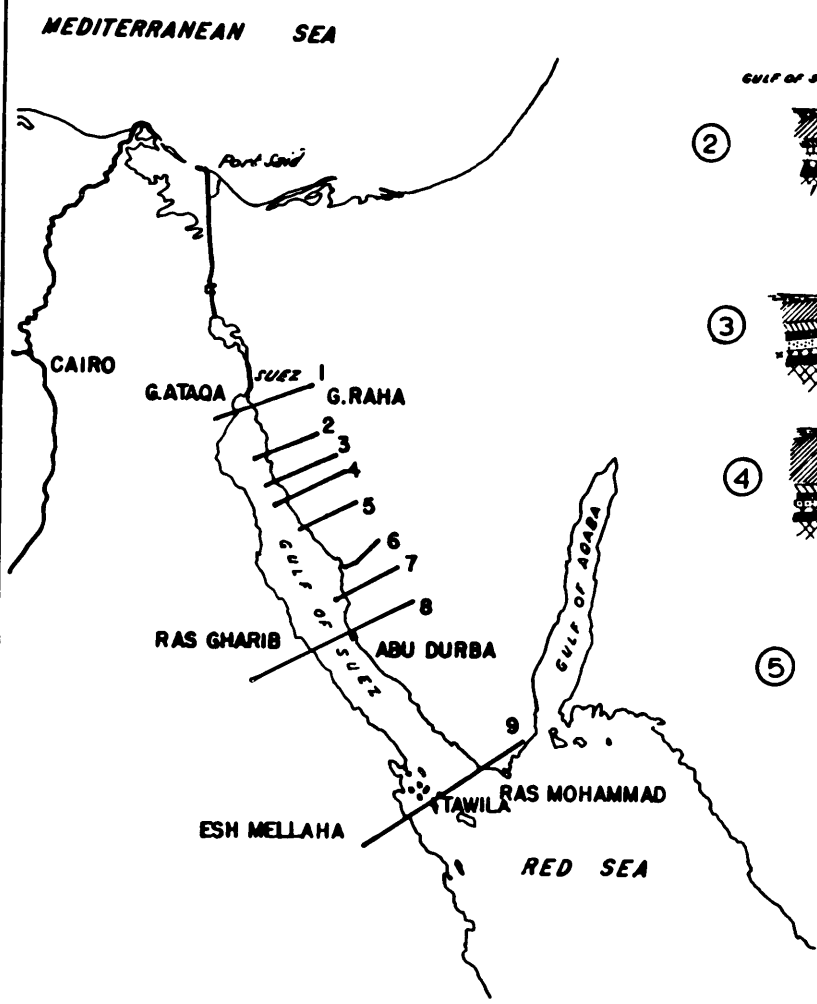 MEDITERRANEAN SEA
GULF OF S
2
Port Said
3
CAIRO
SUEZ
1
G.ATAQA
G.RAHA
2
3
4
4
5
6
7
8
GULF OF SUEZ
GULF OF AQABA
RAS GHARIB
ABU DURBA
5
9
TAWILA
RAS MOHAMMAD
ESH MELLAHA
RED SEA